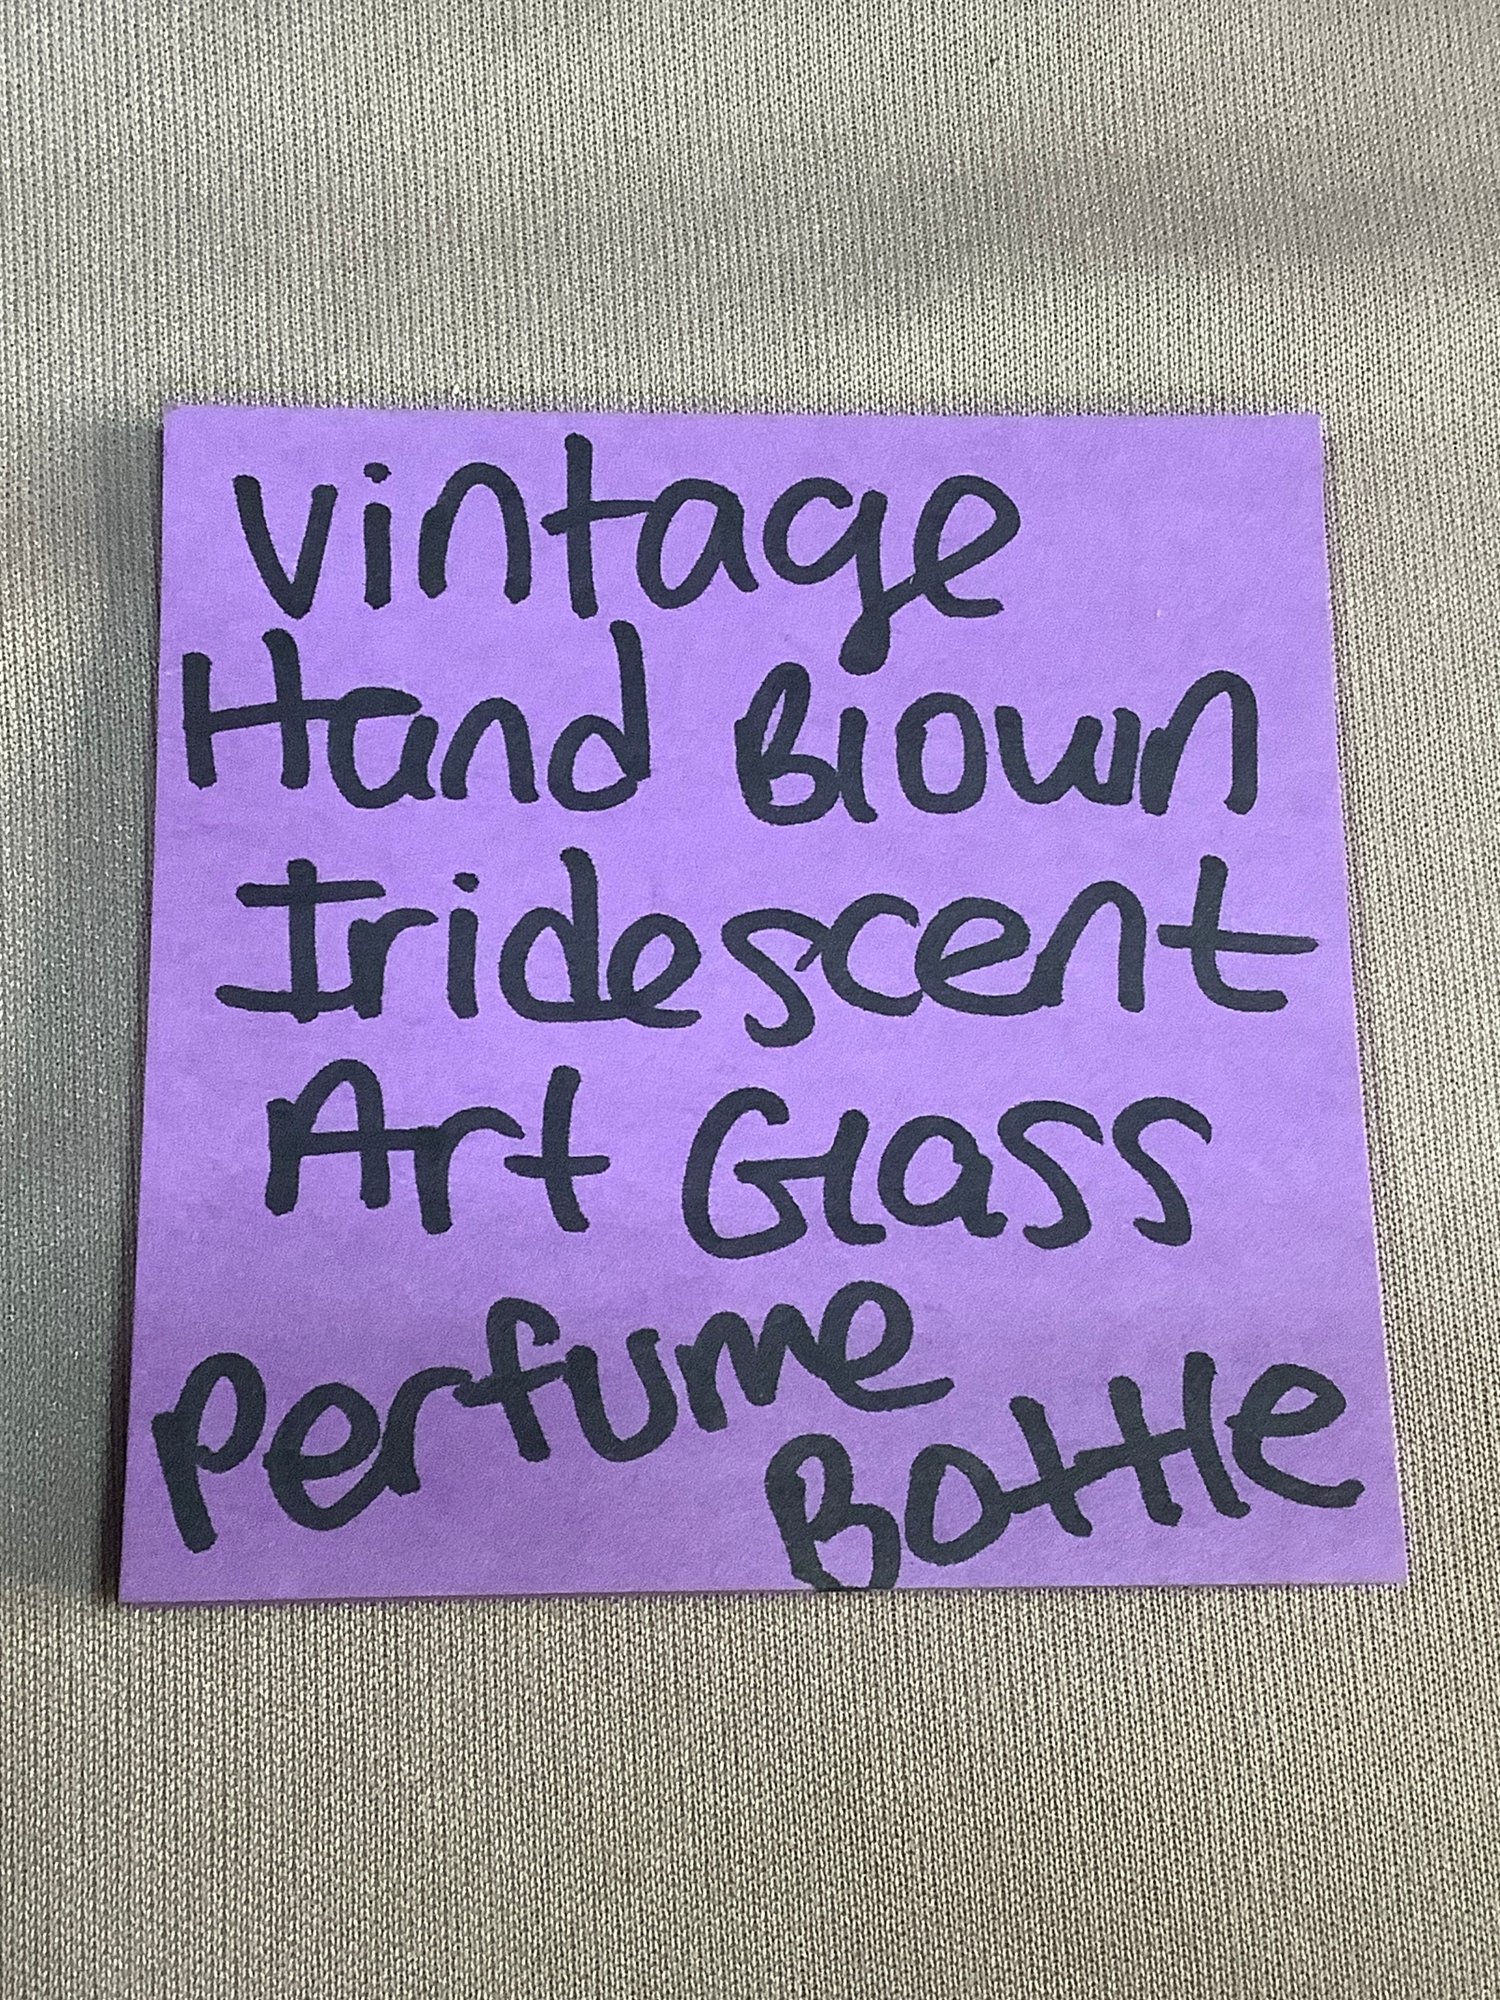 vintage
Hand Blown
Iridescent
Art Glass
Perfume
Bottle